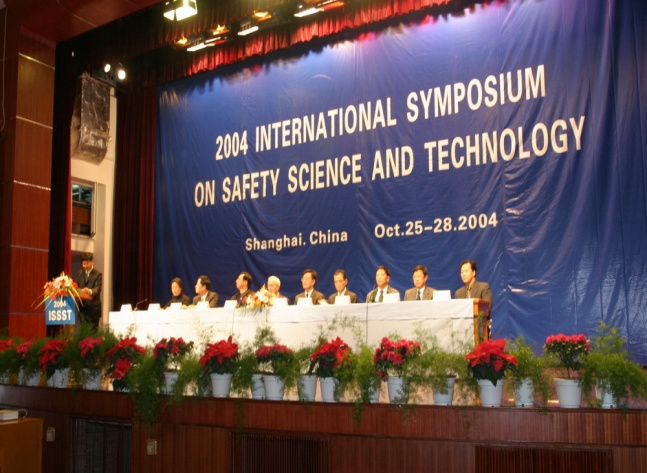 2004 INTERNATIONAL SYMPOSIUM
ON SAFETY SCIENCE AND TECHNOLOGY
Shanghai. China Oct.25-28.2004
2004
ISSST